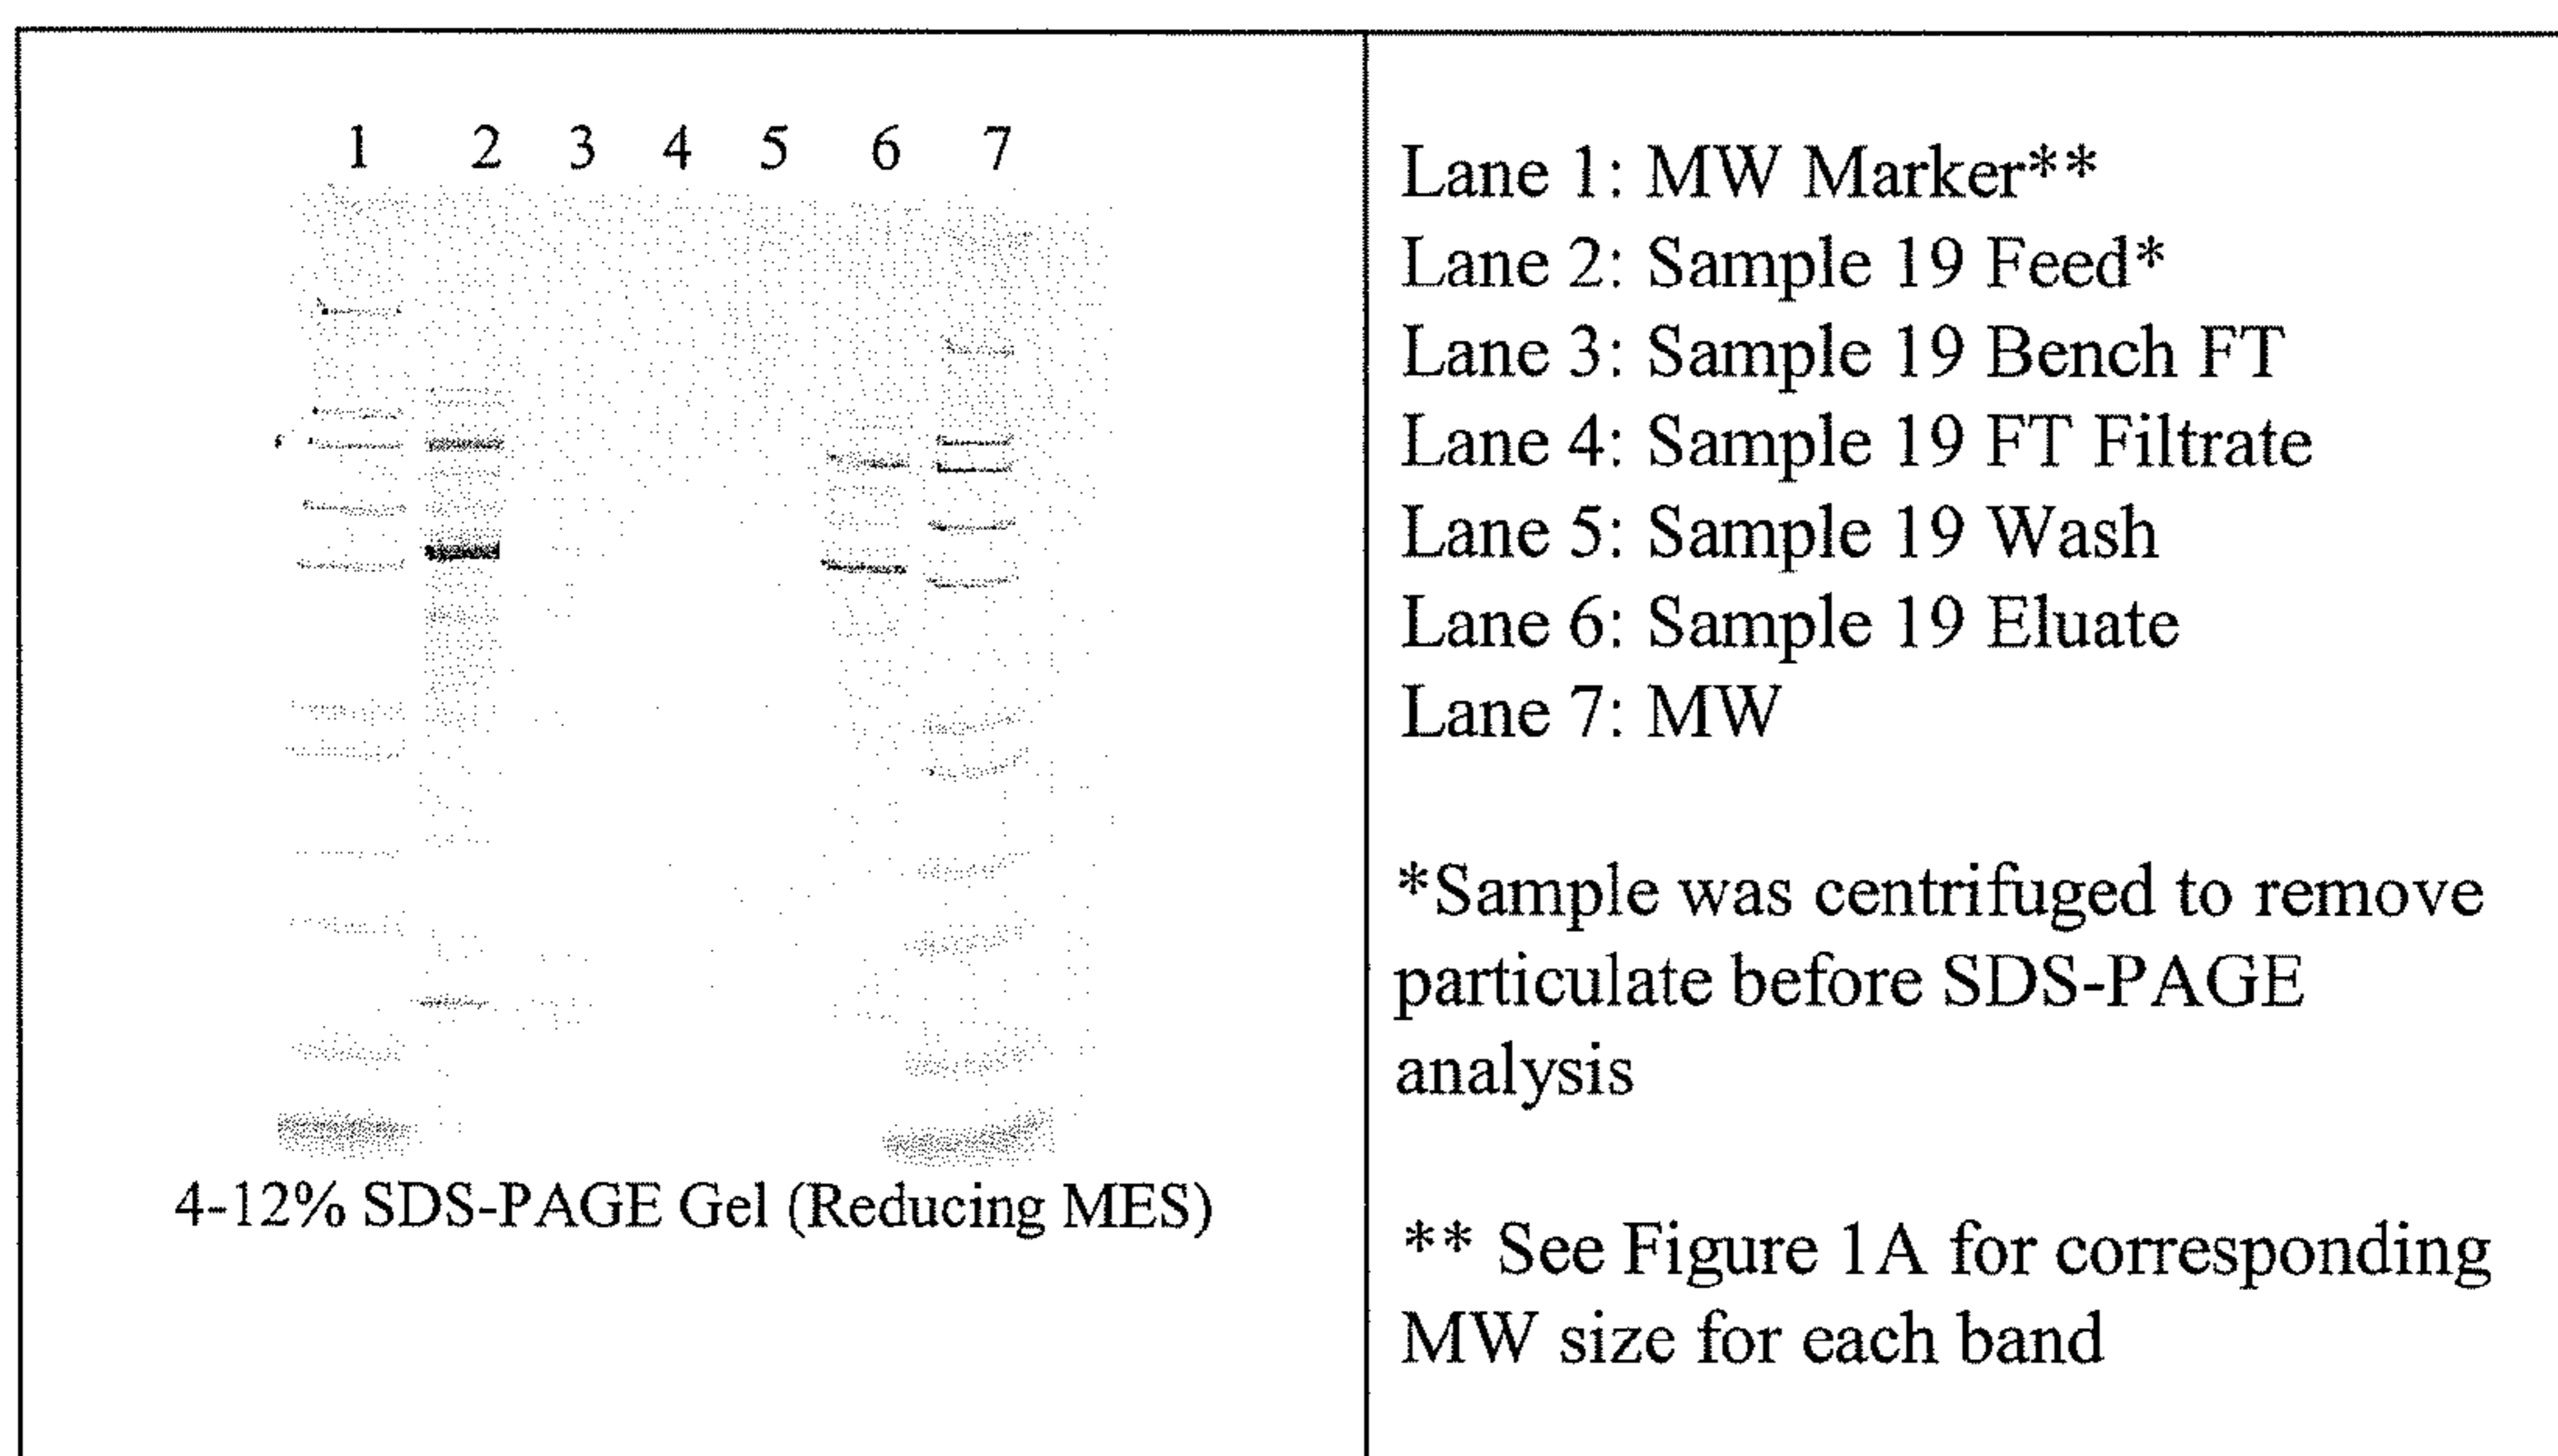 1 2 3 4 5 6 7
4-12% SDS-PAGE Gel (Reducing MES)
Lane 1: MW Marker**
Lane 2: Sample 19 Feed*
Lane 3: Sample 19 Bench FT
Lane 4: Sample 19 FT Filtrate
Lane 5: Sample 19 Wash
Lane 6: Sample 19 Eluate
Lane 7: MW
*Sample was centrifuged to remove
particulate before SDS-PAGE
analysis
** See Figure 1A for corresponding
MW size for each band